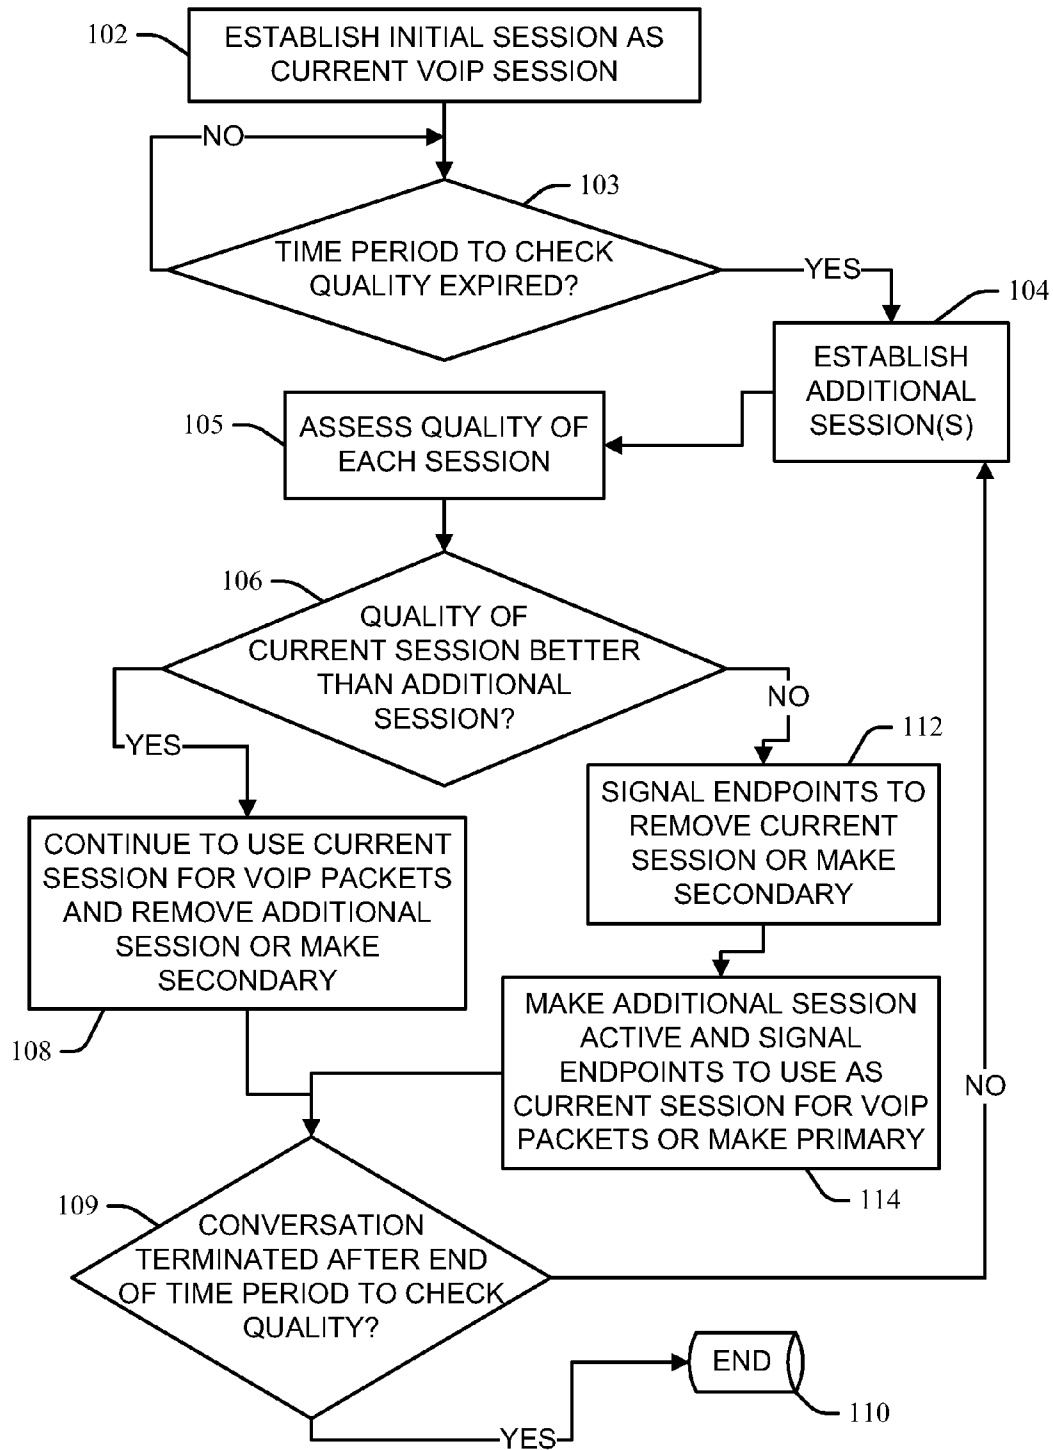 102
ESTABLISH INITIAL SESSION AS
CURRENT VOIP SESSION
NO
103
TIME PERIOD TO CHECK
QUALITY EXPIRED?
YES
104
ESTABLISH
ADDITIONAL
SESSION(S)
105
ASSESS QUALITY OF
EACH SESSION
106
QUALITY OF
CURRENT SESSION BETTER
THAN ADDITIONAL
SESSION?
YES
NO
112
SIGNAL ENDPOINTS TO
REMOVE CURRENT
SESSION OR MAKE
SECONDARY
CONTINUE TO USE CURRENT
SESSION FOR VOIP PACKETS
AND REMOVE ADDITIONAL
SESSION OR MAKE
SECONDARY
108
MAKE ADDITIONAL SESSION
ACTIVE AND SIGNAL
ENDPOINTS TO USE AS
CURRENT SESSION FOR VOIP
PACKETS OR MAKE PRIMARY
114
NO
109
CONVERSATION
TERMINATED AFTER END
OF TIME PERIOD TO CHECK
QUALITY?
YES
END
110